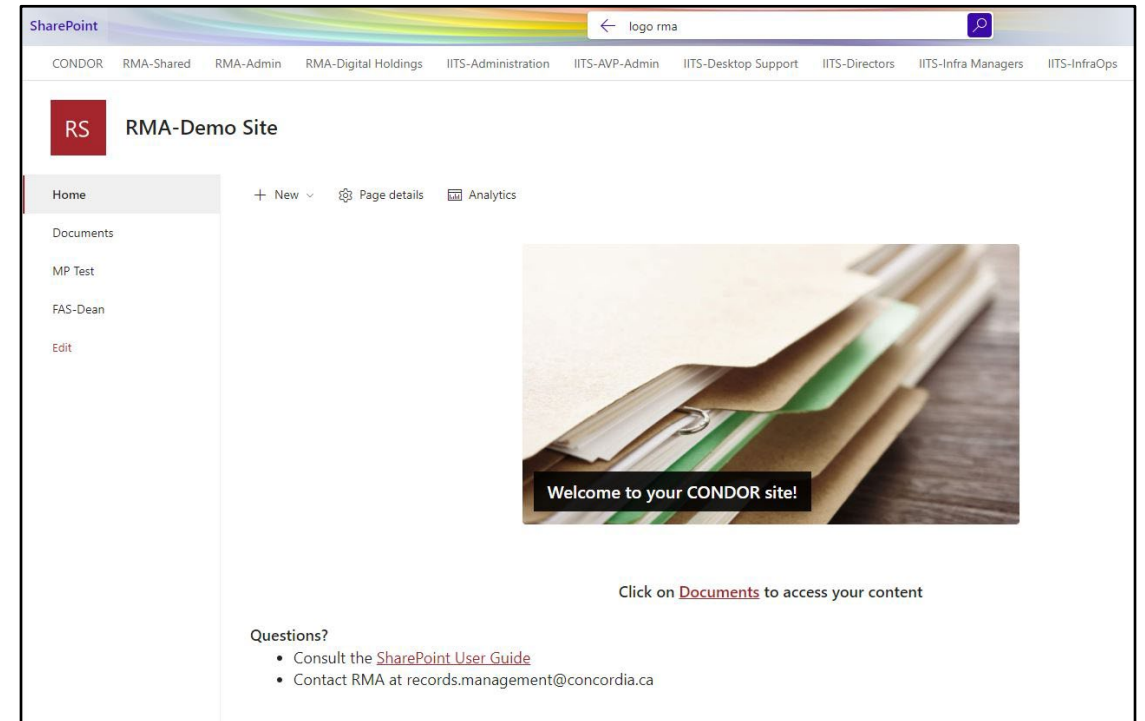 SharePoint
logo rma
CONDOR RMA-Shared RMA-Admin RMA-Digital Holdings IITS-Administration IITS-AVP-Admin IITS-Desktop Support IITS-Directors IITS-Infra Managers IITS-InfraOps
RS RMA-Demo Site
Home
+ New Page details Analytics
Documents
MP Test
FAS-Dean
Edit
Welcome to your CONDOR site!
Click on Documents to access your content
Questions?
• Consult the SharePoint User Guide
• Contact RMA at records.management@concordia.ca